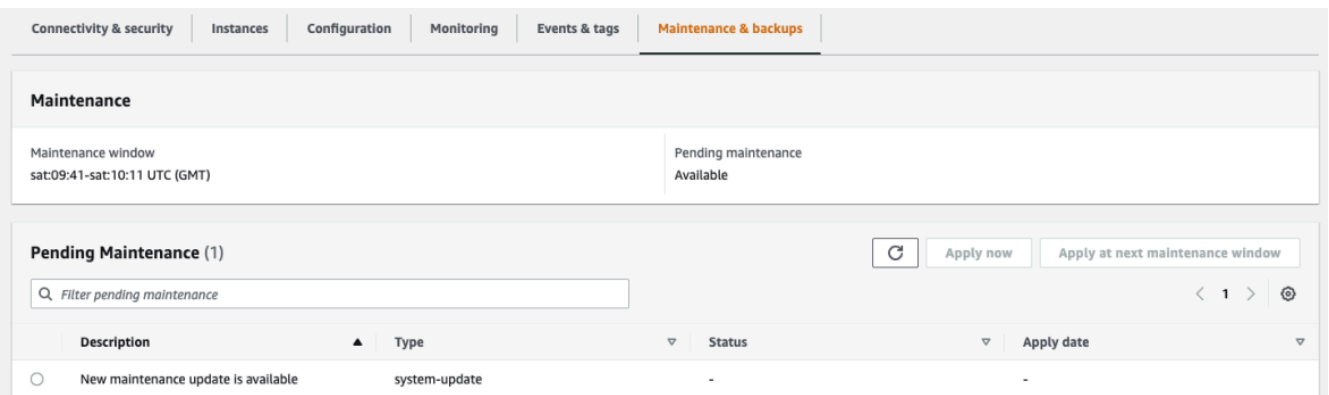 Connectivity & security Instances Configuration Monitoring Events & tags Maintenance & backups
Maintenance
Maintenance window Pending maintenance
sat:09:41-sat:10:11 UTC (GMT) Available
Pending Maintenance (1) Apply now Apply at next maintenance window
Filter pending maintenance 1
Description Type Status Apply date
New maintenance update is available system-update - -